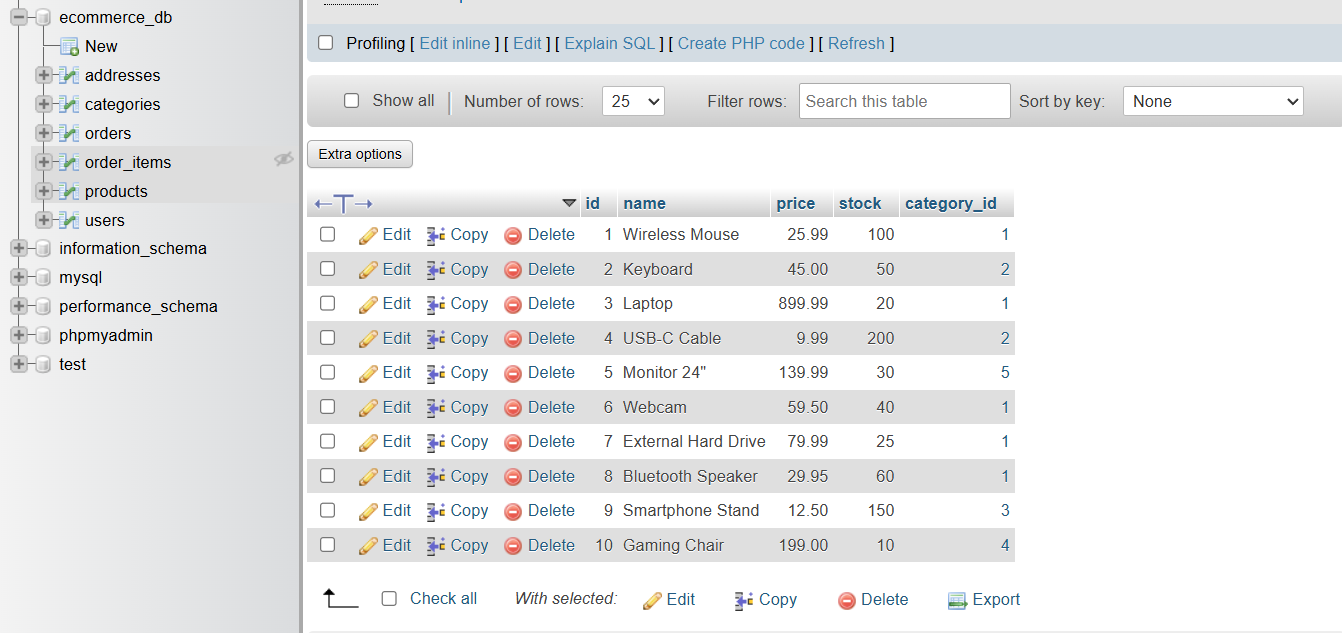 ecommerce_db
New
addresses
categories
orders
order_items
products
users
information_schema
mysql
performance_schema
phpmyadmin
test
Profiling [ Edit inline ] [ Edit ] [ Explain SQL ] [ Create PHP code ] [ Refresh ]
Show all | Number of rows: 25 Filter rows: Search this table Sort by key: None
Extra options
id name price stock category_id
Edit Copy Delete 1 Wireless Mouse 25.99 100 1
Edit Copy Delete 2 Keyboard 45.00 50 2
Edit Copy Delete 3 Laptop 899.99 20 1
Edit Copy Delete 4 USB-C Cable 9.99 200 2
Edit Copy Delete 5 Monitor 24" 139.99 30 5
Edit Copy Delete 6 Webcam 59.50 40 1
Edit Copy Delete 7 External Hard Drive 79.99 25 1
Edit Copy Delete 8 Bluetooth Speaker 29.95 60 1
Edit Copy Delete 9 Smartphone Stand 12.50 150 3
Edit Copy Delete 10 Gaming Chair 199.00 10 4
Check all With selected: Edit Copy Delete Export